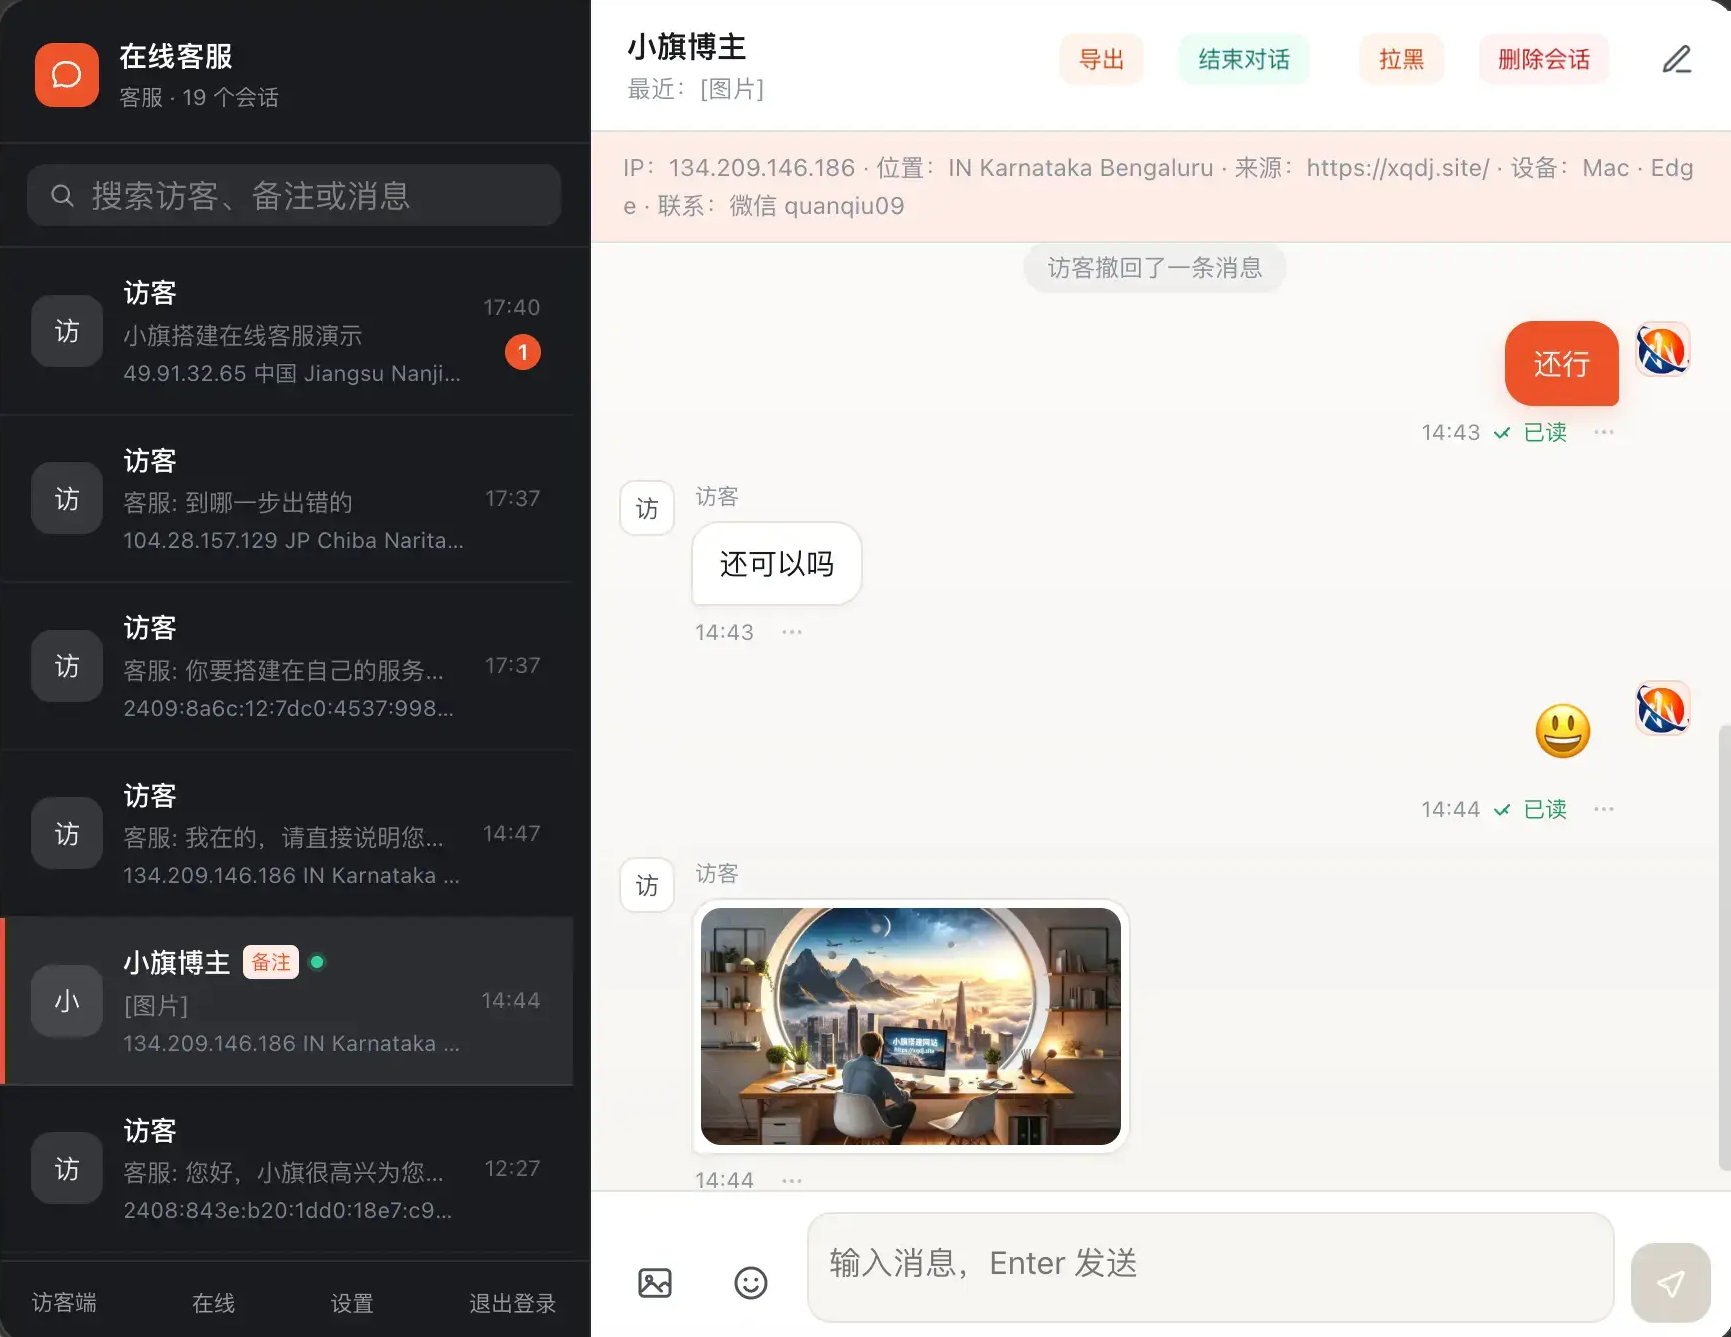 在线客服
客服 · 19 个会话
搜索访客、备注或消息
访
访客
17:40
小旗搭建在线客服演示
1
49.91.32.65 中国 Jiangsu Nanji...
访
访客
客服: 到哪一步出错的
17:37
104.28.157.129 JP Chiba Narita...
访
访客
客服: 你要搭建在自己的服务...
17:37
2409:8a6c:12:7dc0:4537:998...
访
访客
客服: 我在的，请直接说明您...
14:47
134.209.146.186 IN Karnataka ...
小
小旗博主 备注
[图片]
14:44
134.209.146.186 IN Karnataka ...
访
访客
客服: 您好，小旗很高兴为您...
12:27
2408:843e:b20:1dd0:18e7:c9...
访客端 在线 设置 退出登录
小旗博主
最近：[图片]
导出 结束对话 拉黑 删除会话
IP：134.209.146.186 · 位置：IN Karnataka Bengaluru · 来源：https://xqdj.site/ · 设备：Mac · Edg
e · 联系：微信 quanqiu09
访客撤回了一条消息
还行
14:43 已读 ···
访
访客
还可以吗
14:43 ···
14:44 已读 ···
访
访客
小旗搭建网站
https://xqdj.site
14:44 ···
输入消息，Enter 发送